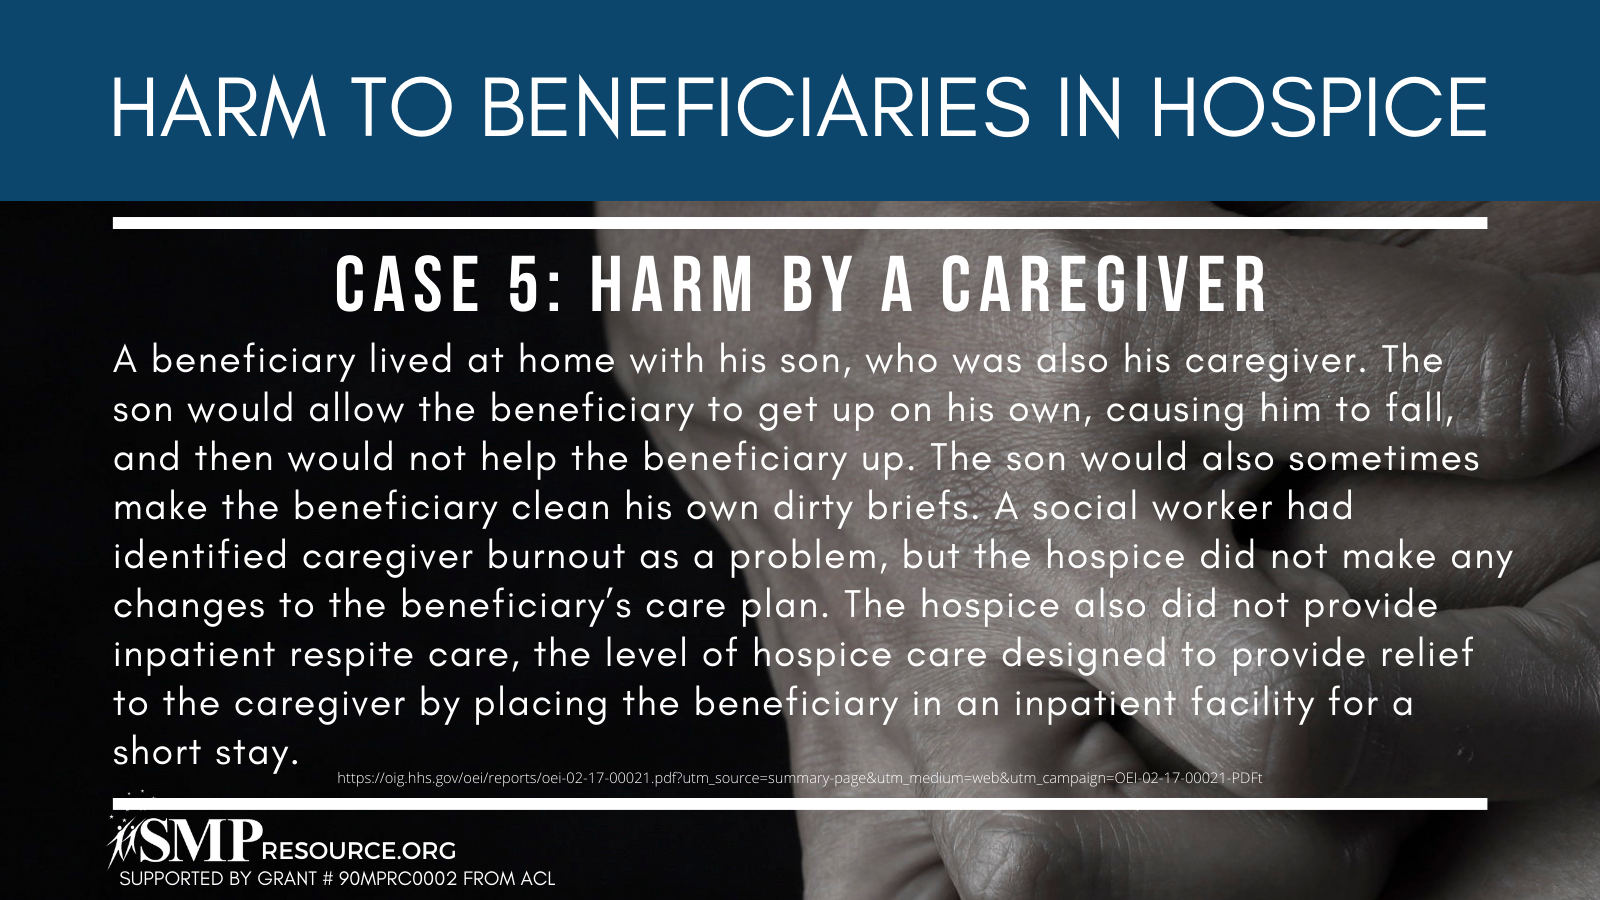 HARM TO BENEFICIARIES IN HOSPICE
CASE 5: HARM BY A CAREGIVER
A beneficiary lived at home with his son, who was also his caregiver. The
son would allow the beneficiary to get up on his own, causing him to fall,
and then would not help the beneficiary up. The son would also sometimes
make the beneficiary clean his own dirty briefs. A social worker had
identified caregiver burnout as a problem, but the hospice did not make any
changes to the beneficiary’s care plan. The hospice also did not provide
inpatient respite care, the level of hospice care designed to provide relief
to the caregiver by placing the beneficiary in an inpatient facility for a
short stay.
https://oig.hhs.gov/oei/reports/oei-02-17-00021.pdf?utm_source=summary-page&utm_medium=web&utm_campaign=OEI-02-17-00021-PDFt
SMP RESOURCE.ORG
SUPPORTED BY GRANT # 90MPRC0002 FROM ACL